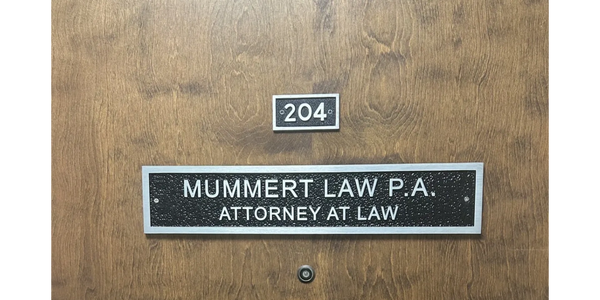 204
MUMMERT LAW P.A.
ATTORNEY AT LAW